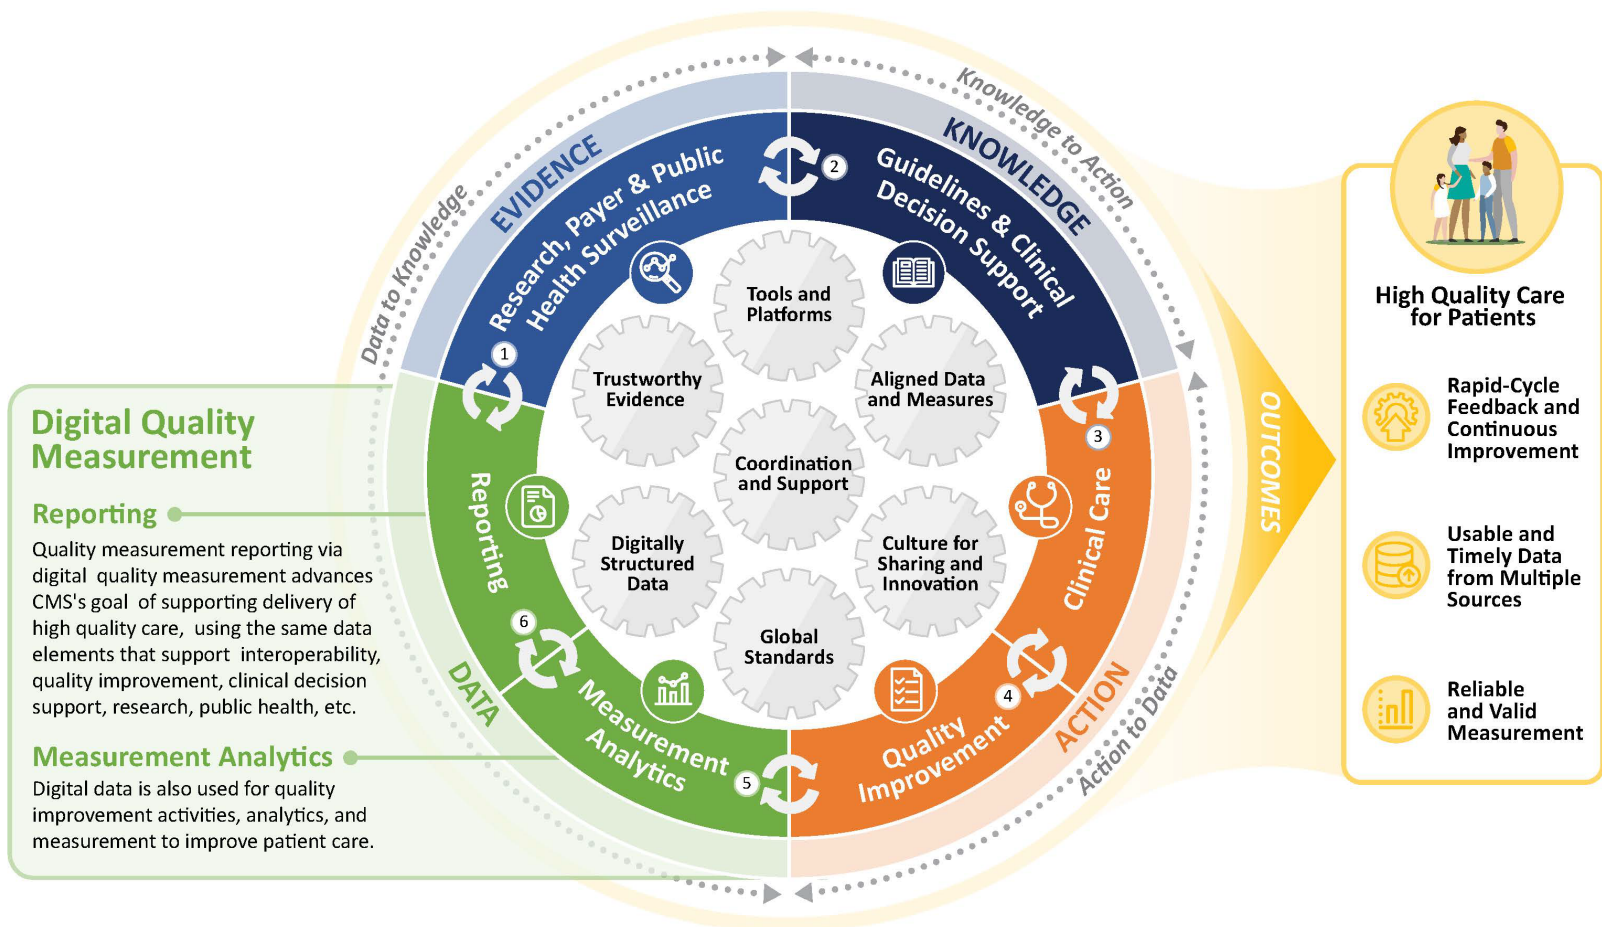 Data to Knowledge
Knowledge to Action
Action to Data
EVIDENCE
KNOWLEDGE
ACTION
DATA
Research, Payer & Public
Health Surveillance
Guidelines & Clinical
Decision Support
Clinical Care
Quality
Improvement
Measurement
Analytics
Reporting
1
2
3
4
5
6
Tools and
Platforms
Trustworthy
Evidence
Aligned Data
and Measures
Coordination
and Support
Digitally
Structured
Data
Culture for
Sharing and
Innovation
Global
Standards
Digital Quality
Measurement
Reporting
Quality measurement reporting via
digital quality measurement advances
CMS's goal of supporting delivery of
high quality care, using the same data
elements that support interoperability,
quality improvement, clinical decision
support, research, public health, etc.
Measurement Analytics
Digital data is also used for quality
improvement activities, analytics, and
measurement to improve patient care.
OUTCOMES
High Quality Care
for Patients
Rapid-Cycle
Feedback and
Continuous
Improvement
Usable and
Timely Data
from Multiple
Sources
Reliable
and Valid
Measurement